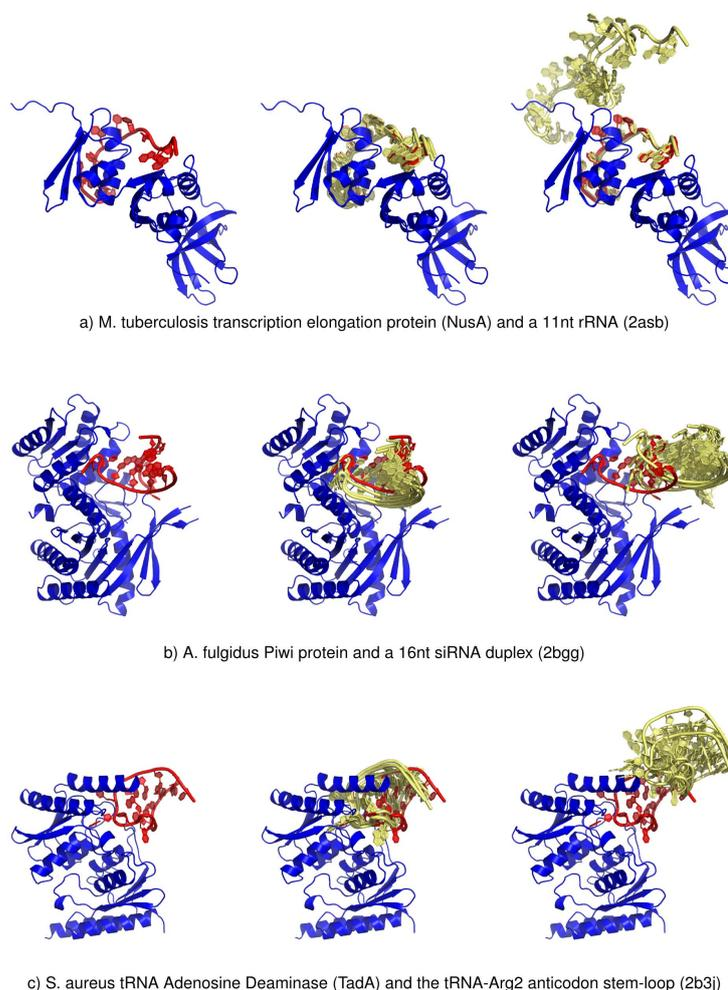 a) M. tuberculosis transcription elongation protein (NusA) and a 11nt rRNA (2asb)
b) A. fulgidus Piwi protein and a 16nt siRNA duplex (2bgg)
c) S. aureus tRNA Adenosine Deaminase (TadA) and the tRNA-Arg2 anticodon stem-loop (2b3j)